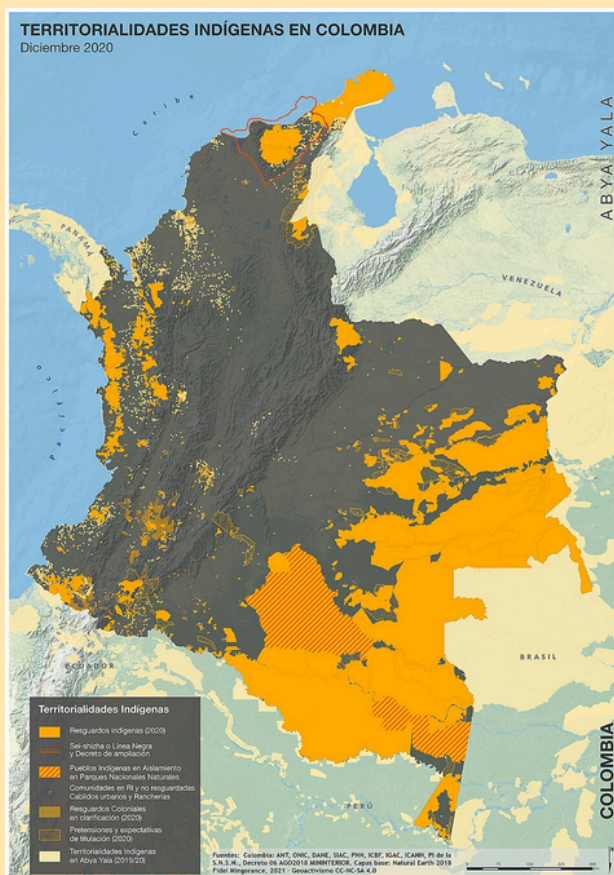 TERRITORIALIDADES INDÍGENAS EN COLOMBIA
Diciembre 2020
Caribe
ABYA YALA
PANAMÁ
VENEZUELA
Pacífico
ECUADOR
BRASIL
PERÚ
COLOMBIA
Territorialidades Indígenas
Resguardos indígenas (2020)
Sei-shizha o Línea Negra
y Decreto de ampliación
Pueblos Indígenas en Aislamiento
en Parques Nacionales Naturales
Comunidades en RI y no resguardadas
Cabildos urbanos y Rancherías
Resguardos Coloniales
en clarificación (2020)
Pretensiones y expectativas
de titulación (2020)
Territorialidades Indígenas
en Abya Yala (2019/20)
Fuentes: Colombia: ANT, ONIC, DANE, SIAC, PNN, ICBF, IGAC, ICANH, PI de la
S.N.S.M., Decreto 06 AGO2018 MININTERIOR. Capas base: Natural Earth 2018
Fidel Mingorance, 2021 - Geoactivismo CC-NC-SA 4.0